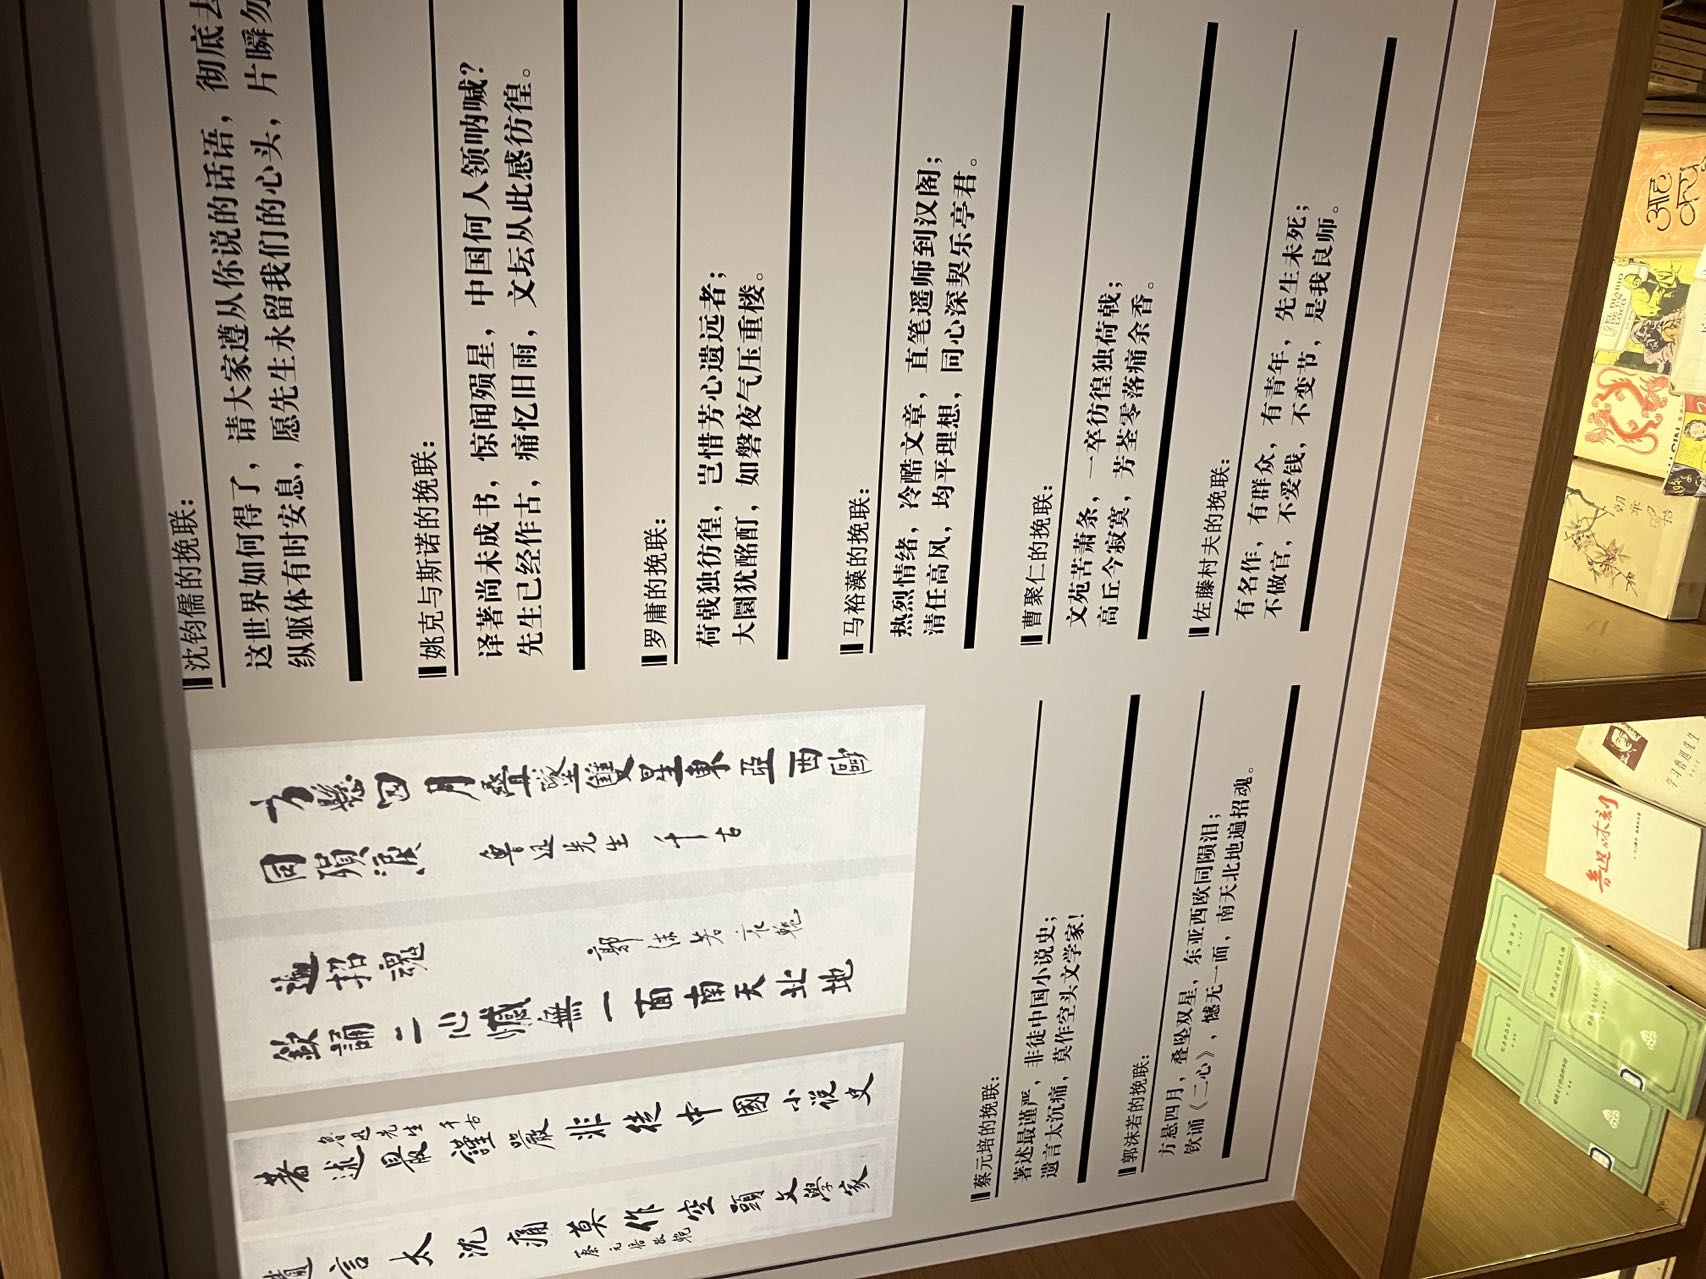 方懸四月疊墜雙星東亞西歐
同殞淚
魯迅先生千古
遍招魂
欽誦二心憾無一面南天北地
郭沫若哀輓
著述最謹嚴非徒中國小说史
魯迅先生千古
遺言太沈痛莫作空頭文學家
蔡元培敬輓
蔡元培的挽联：
著述最谨严，非徒中国小说史；
遗言太沉痛，莫作空头文学家！
郭沫若的挽联：
方悬四月，叠坠双星，东亚西欧同陨泪；
钦诵《二心》，憾无一面，南天北地遍招魂。
沈钧儒的挽联：
这世界如何得了，请大家遵从你说的话语，彻底去
纵躯体有时安息，愿先生永留我们的心头，片瞬勿
姚克与斯诺的挽联：
译著尚未成书，惊闻殒星，中国何人领呐喊？
先生已经作古，痛忆旧雨，文坛从此感彷徨。
罗庸的挽联：
荷戟独彷徨，岂惜芳心遗远者；
大圜犹酩酊，如磐夜气压重楼。
马裕藻的挽联：
热烈情绪，冷酷文章，直笔遥师到汉阁；
清任高风，均平理想，同心深契乐亭君。
曹聚仁的挽联：
文苑苦萧条，一卒彷徨独荷戟；
高丘今寂寞，芳荃零落痛余香。
佐藤村夫的挽联：
有名作，有群众，有青年，先生未死；
不做官，不爱钱，不变节，是我良师。
鲁迅的木刻
学习鲁迅先生
朝华夕拾
EL DIARIO
DE UN
LOCO